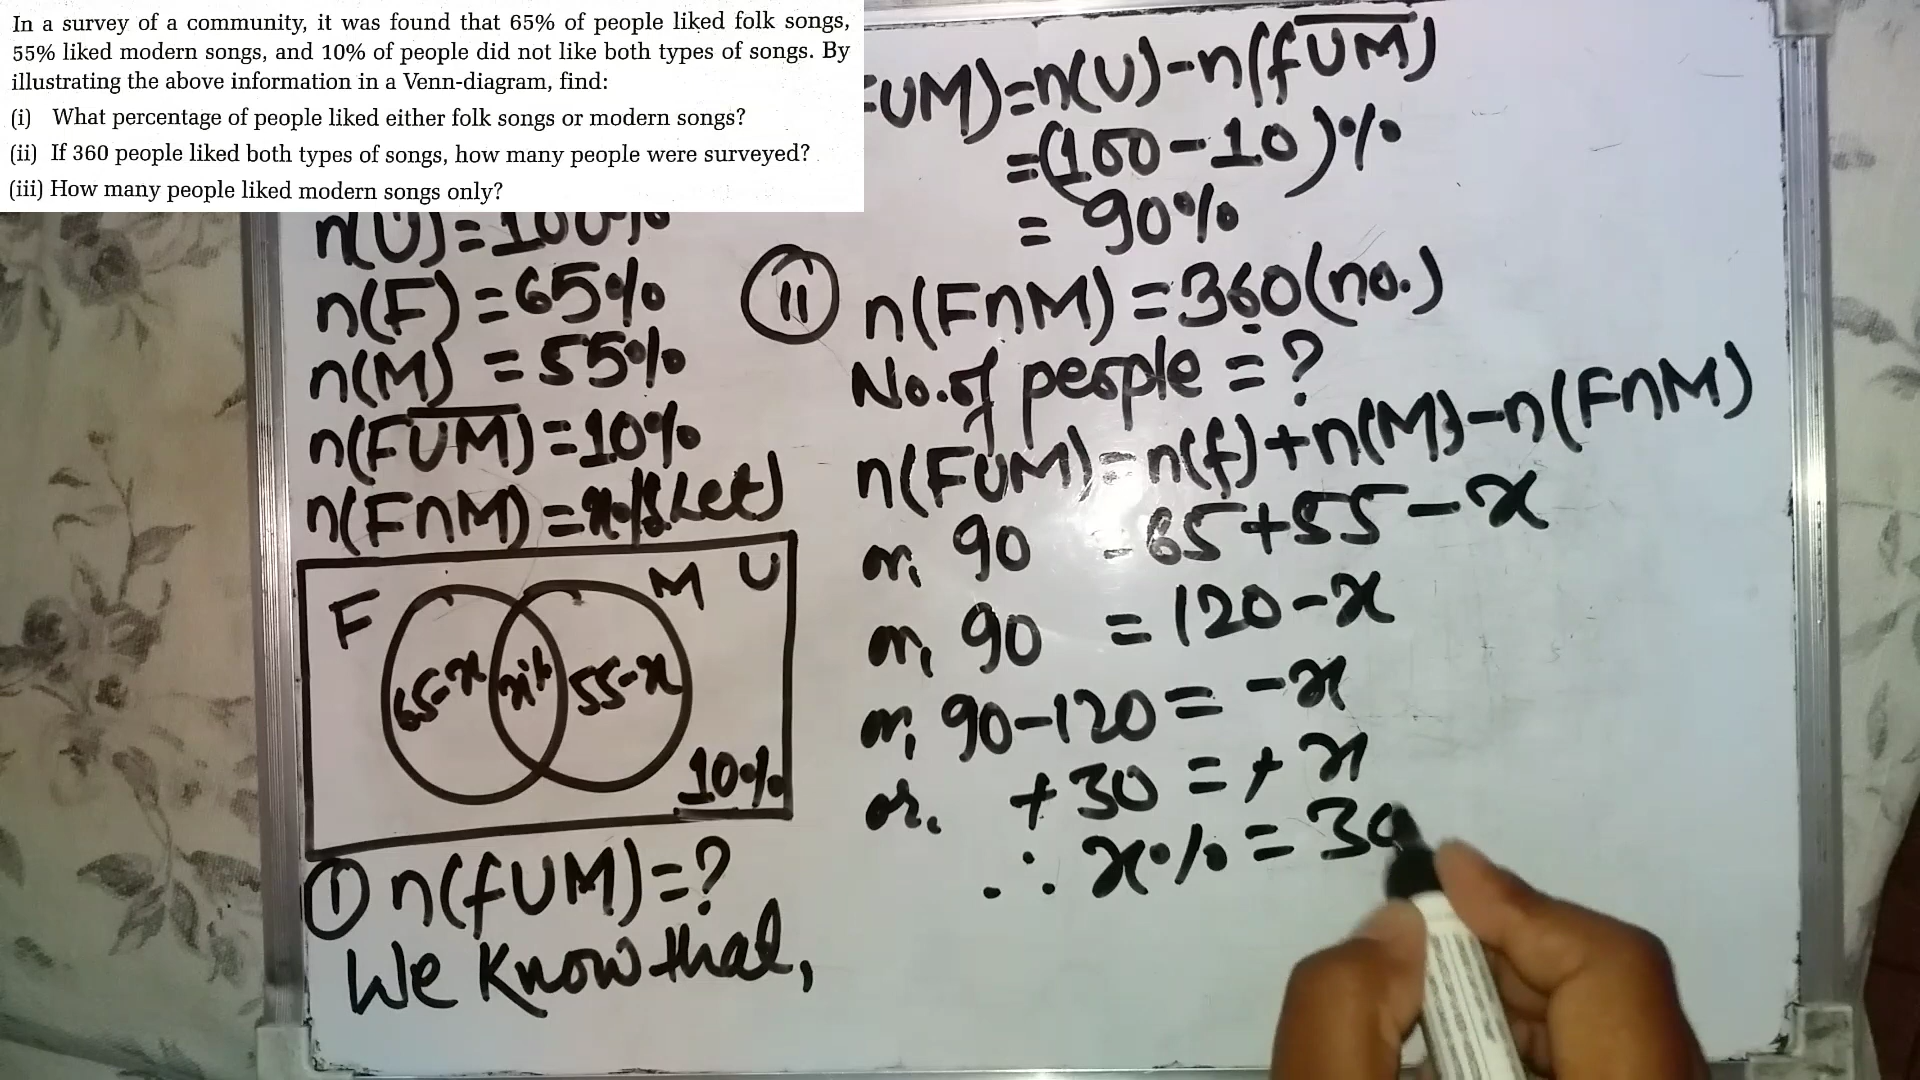 In a survey of a community, it was found that 65% of people liked folk songs,
55% liked modern songs, and 10% of people did not like both types of songs. By
illustrating the above information in a Venn-diagram, find:
(i) What percentage of people liked either folk songs or modern songs?
(ii) If 360 people liked both types of songs, how many people were surveyed?
(iii) How many people liked modern songs only?
n(U)=100%
n(F)=65%
n(M)=55%
n(F̅U̅M̅)=10%
n(F∩M)=x%(Let)
F M U
65-x x% 55-x
10%
(I) n(fUM)=?
We know that,
UM)=n(U)-n(f̅U̅M̅)
=(100-10)%
= 90%
(II) n(F∩M)=360(no.)
No. of people = ?
n(FUM)=n(f)+n(M)-n(F∩M)
or, 90 = 65+55-x
or, 90 = 120-x
or, 90-120 = -x
or, +30 = +x
∴ x% = 30